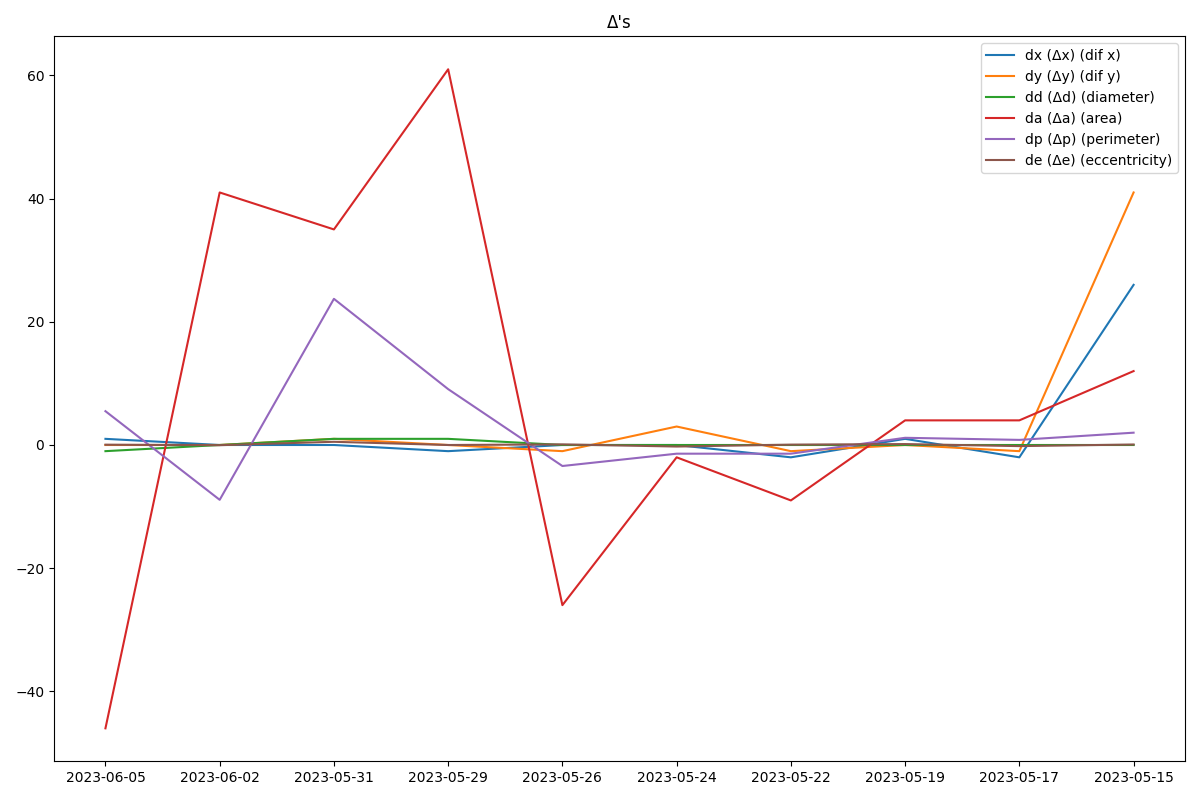 Δ's
dx (Δx) (dif x)
dy (Δy) (dif y)
dd (Δd) (diameter)
da (Δa) (area)
dp (Δp) (perimeter)
de (Δe) (eccentricity)
60
40
20
0
−20
−40
2023-06-05 2023-06-02 2023-05-31 2023-05-29 2023-05-26 2023-05-24 2023-05-22 2023-05-19 2023-05-17 2023-05-15